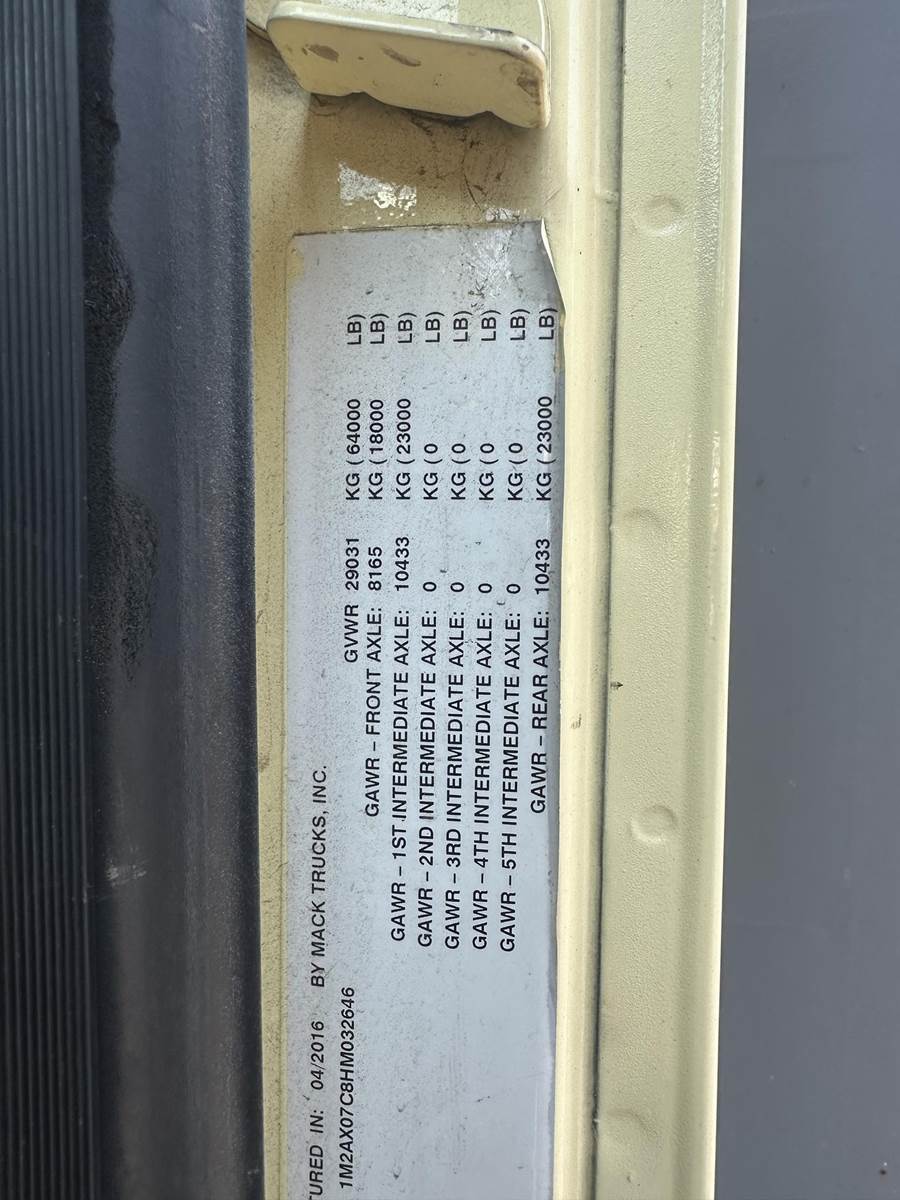 TURED IN: 04/2016 BY MACK TRUCKS, INC.
1M2AX07C8HM032646 GVWR 29031 KG ( 64000 LB)
GAWR – FRONT AXLE: 8165 KG ( 18000 LB)
GAWR – 1ST INTERMEDIATE AXLE: 10433 KG ( 23000 LB)
GAWR – 2ND INTERMEDIATE AXLE: 0 KG ( 0 LB)
GAWR – 3RD INTERMEDIATE AXLE: 0 KG ( 0 LB)
GAWR – 4TH INTERMEDIATE AXLE: 0 KG ( 0 LB)
GAWR – 5TH INTERMEDIATE AXLE: 0 KG ( 0 LB)
GAWR – REAR AXLE: 10433 KG ( 23000 LB)